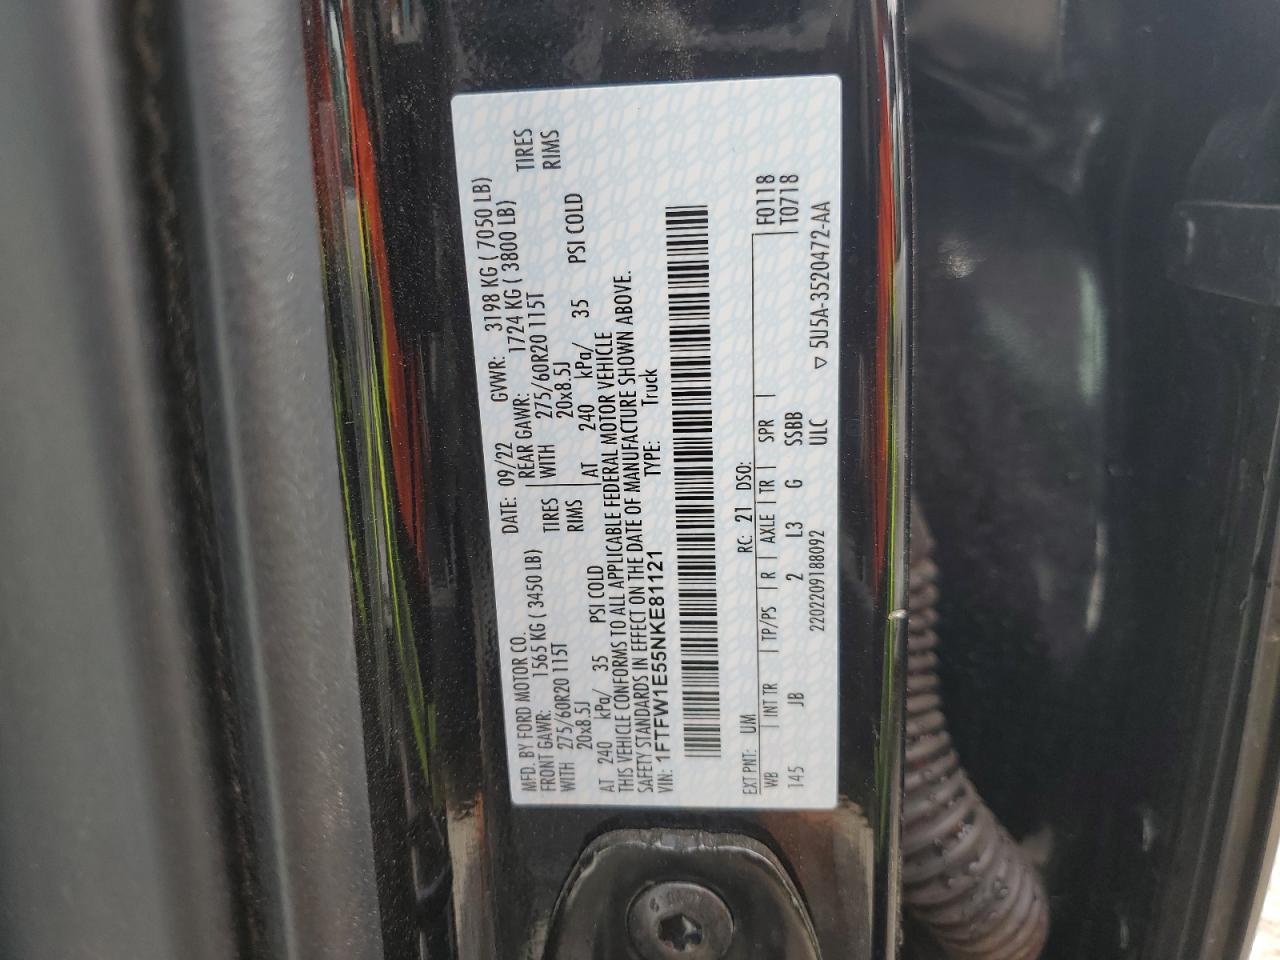 MFD. BY FORD MOTOR CO. DATE: 09/22 GVWR: 3198 KG ( 7050 LB)
FRONT GAWR: 1565 KG ( 3450 LB) REAR GAWR: 1724 KG ( 3800 LB)
WITH 275/60R20 115T TIRES WITH 275/60R20 115T TIRES
20x8.5J RIMS 20x8.5J RIMS
AT 240 kPa/ 35 PSI COLD AT 240 kPa/ 35 PSI COLD
THIS VEHICLE CONFORMS TO ALL APPLICABLE FEDERAL MOTOR VEHICLE
SAFETY STANDARDS IN EFFECT ON THE DATE OF MANUFACTURE SHOWN ABOVE.
VIN: 1FTFW1E55NKE81121 TYPE: Truck
EXT PNT: UM RC: 21 DSO: F0118
WB INT TR TP/PS R AXLE TR SPR T0718
145 JB 2 L3 G SSBB
2202209188092 ULC ▽ 5U5A-3520472-AA